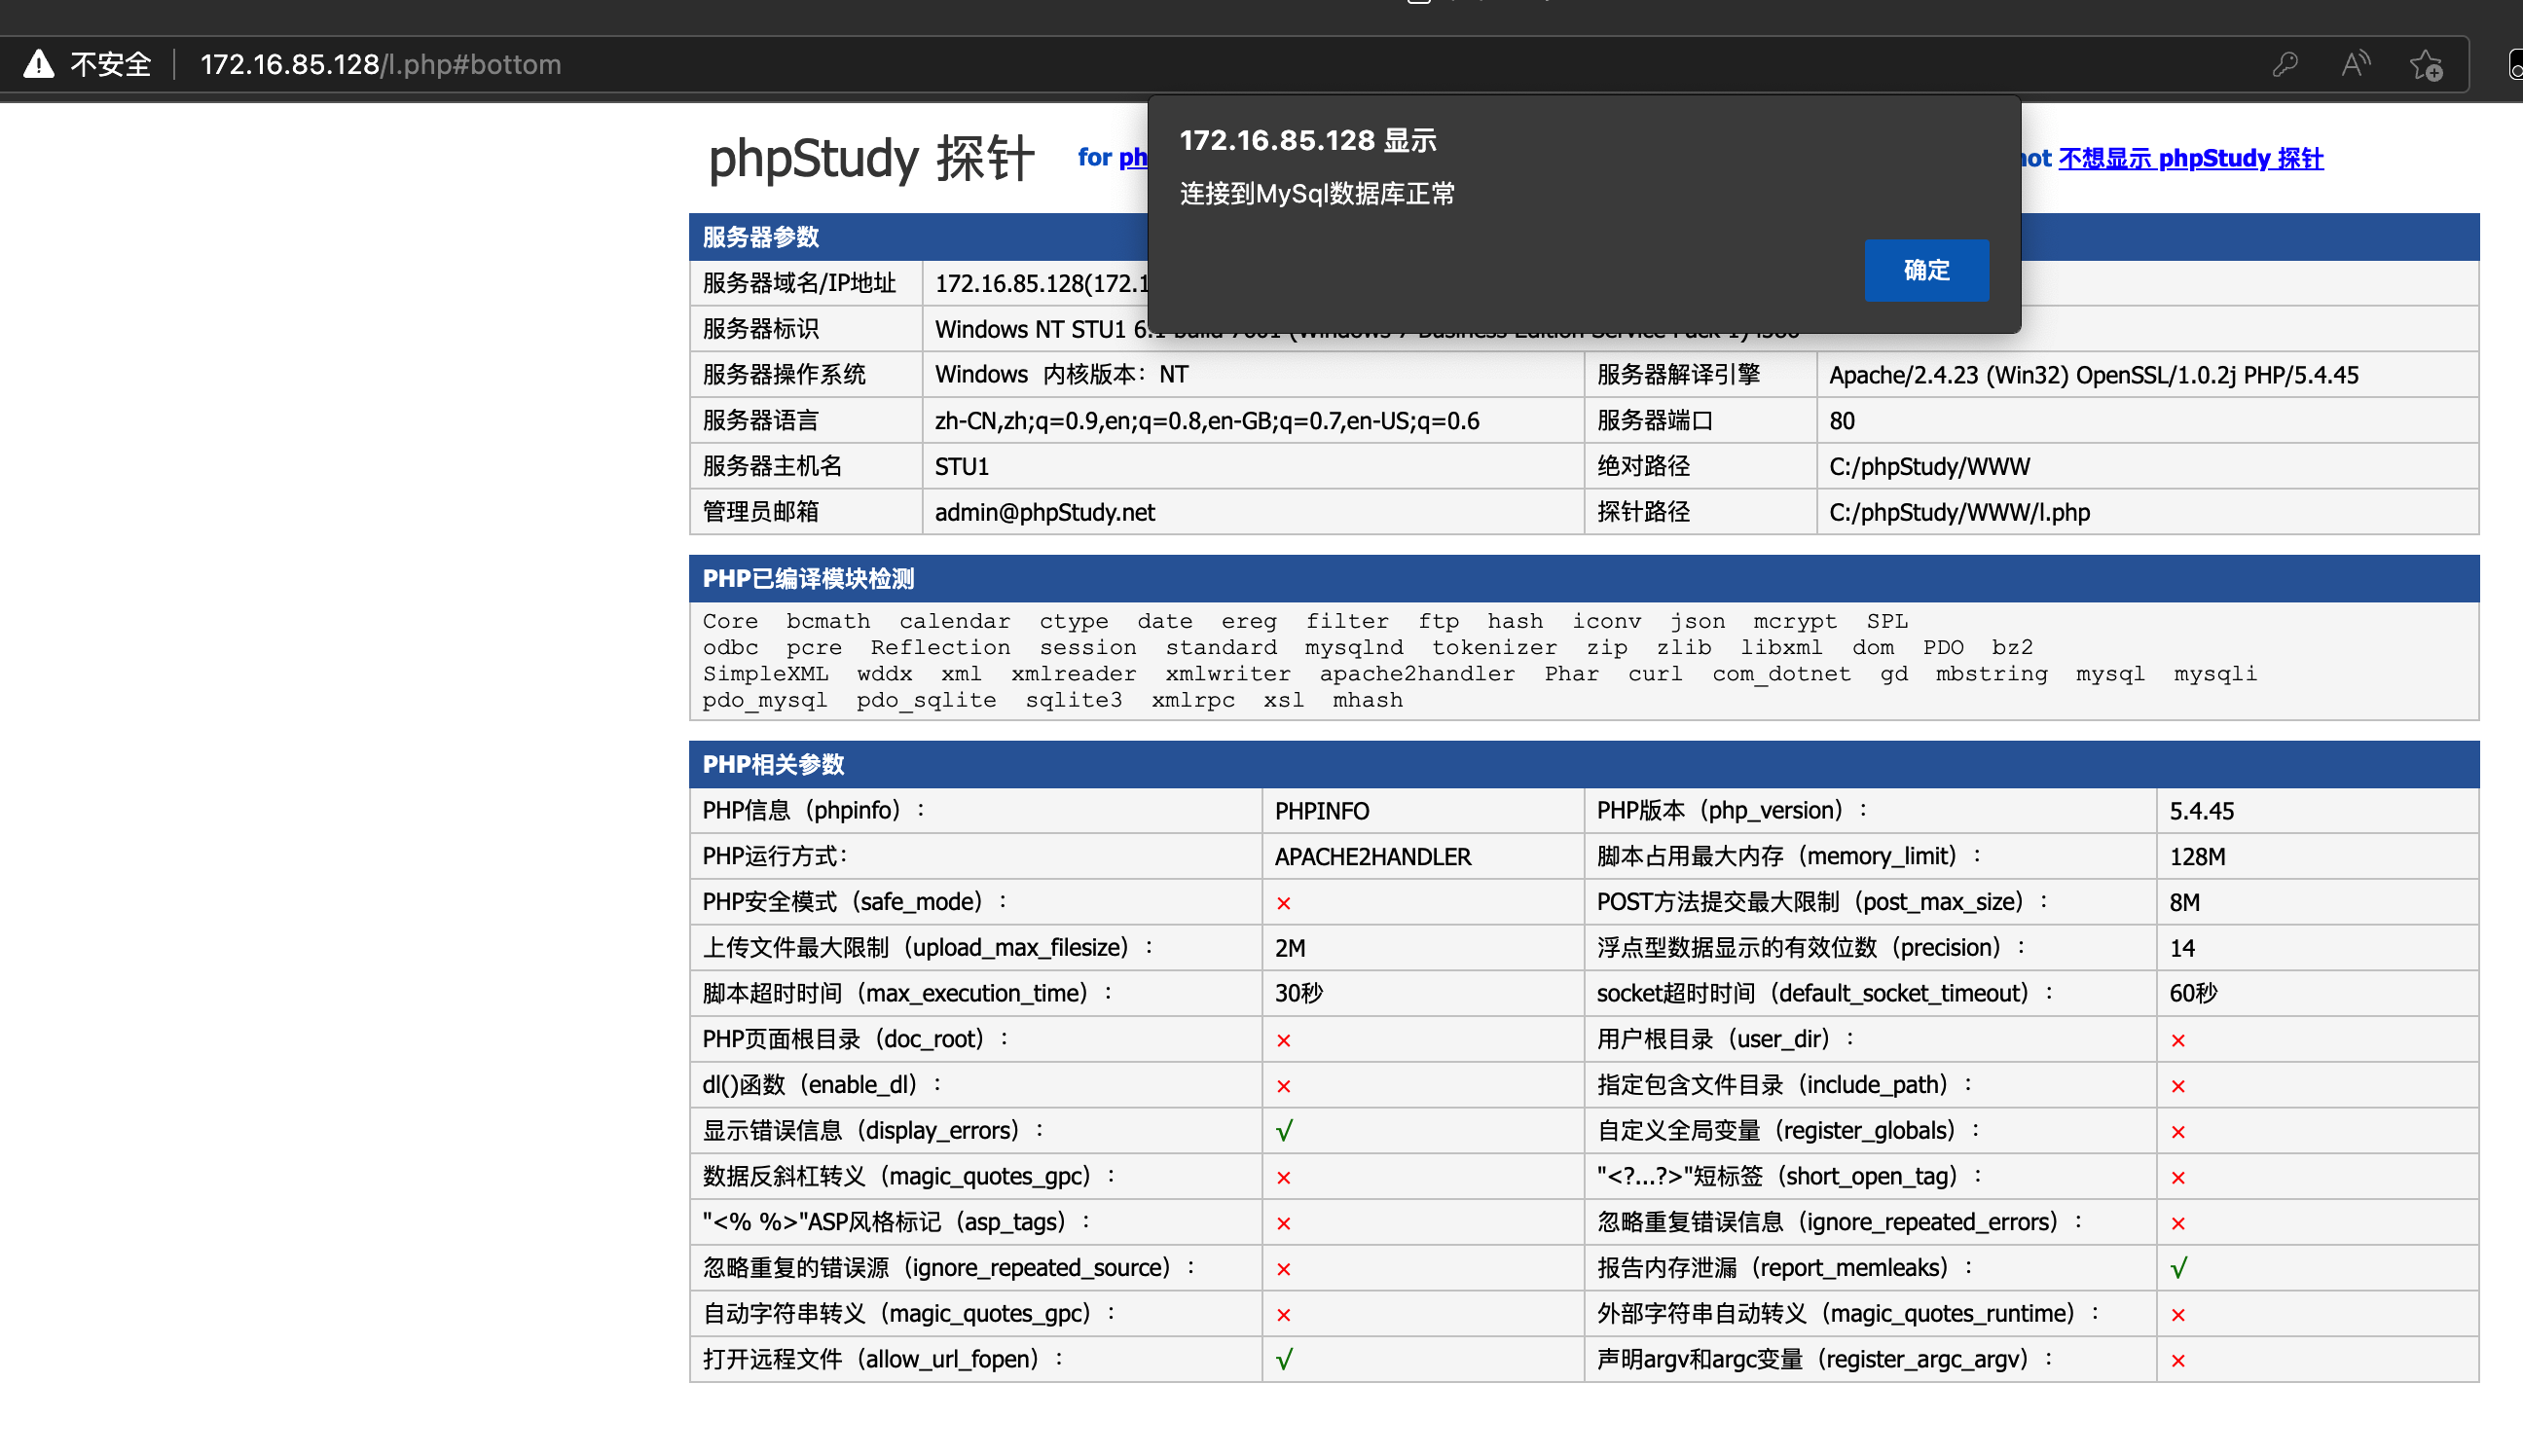 不安全 172.16.85.128/l.php#bottom
172.16.85.128 显示
连接到MySql数据库正常
确定
phpStudy 探针 for ph not 不想显示 phpStudy 探针
服务器参数
服务器域名/IP地址 172.16.85.128(172.1
服务器标识 Windows NT STU1 6.1 build 7601 (Windows 7 Business Edition Service Pack 1) i586
服务器操作系统 Windows 内核版本：NT 服务器解译引擎 Apache/2.4.23 (Win32) OpenSSL/1.0.2j PHP/5.4.45
服务器语言 zh-CN,zh;q=0.9,en;q=0.8,en-GB;q=0.7,en-US;q=0.6 服务器端口 80
服务器主机名 STU1 绝对路径 C:/phpStudy/WWW
管理员邮箱 admin@phpStudy.net 探针路径 C:/phpStudy/WWW/l.php
PHP已编译模块检测
Core bcmath calendar ctype date ereg filter ftp hash iconv json mcrypt SPL
odbc pcre Reflection session standard mysqlnd tokenizer zip zlib libxml dom PDO bz2
SimpleXML wddx xml xmlreader xmlwriter apache2handler Phar curl com_dotnet gd mbstring mysql mysqli
pdo_mysql pdo_sqlite sqlite3 xmlrpc xsl mhash
PHP相关参数
PHP信息（phpinfo）： PHPINFO PHP版本（php_version）： 5.4.45
PHP运行方式： APACHE2HANDLER 脚本占用最大内存（memory_limit）： 128M
PHP安全模式（safe_mode）： × POST方法提交最大限制（post_max_size）： 8M
上传文件最大限制（upload_max_filesize）： 2M 浮点型数据显示的有效位数（precision）： 14
脚本超时时间（max_execution_time）： 30秒 socket超时时间（default_socket_timeout）： 60秒
PHP页面根目录（doc_root）： × 用户根目录（user_dir）： ×
dl()函数（enable_dl）： × 指定包含文件目录（include_path）： ×
显示错误信息（display_errors）： √ 自定义全局变量（register_globals）： ×
数据反斜杠转义（magic_quotes_gpc）： × "<?...?>"短标签（short_open_tag）： ×
"<% %>"ASP风格标记（asp_tags）： × 忽略重复错误信息（ignore_repeated_errors）： ×
忽略重复的错误源（ignore_repeated_source）： × 报告内存泄漏（report_memleaks）： √
自动字符串转义（magic_quotes_gpc）： × 外部字符串自动转义（magic_quotes_runtime）： ×
打开远程文件（allow_url_fopen）： √ 声明argv和argc变量（register_argc_argv）： ×